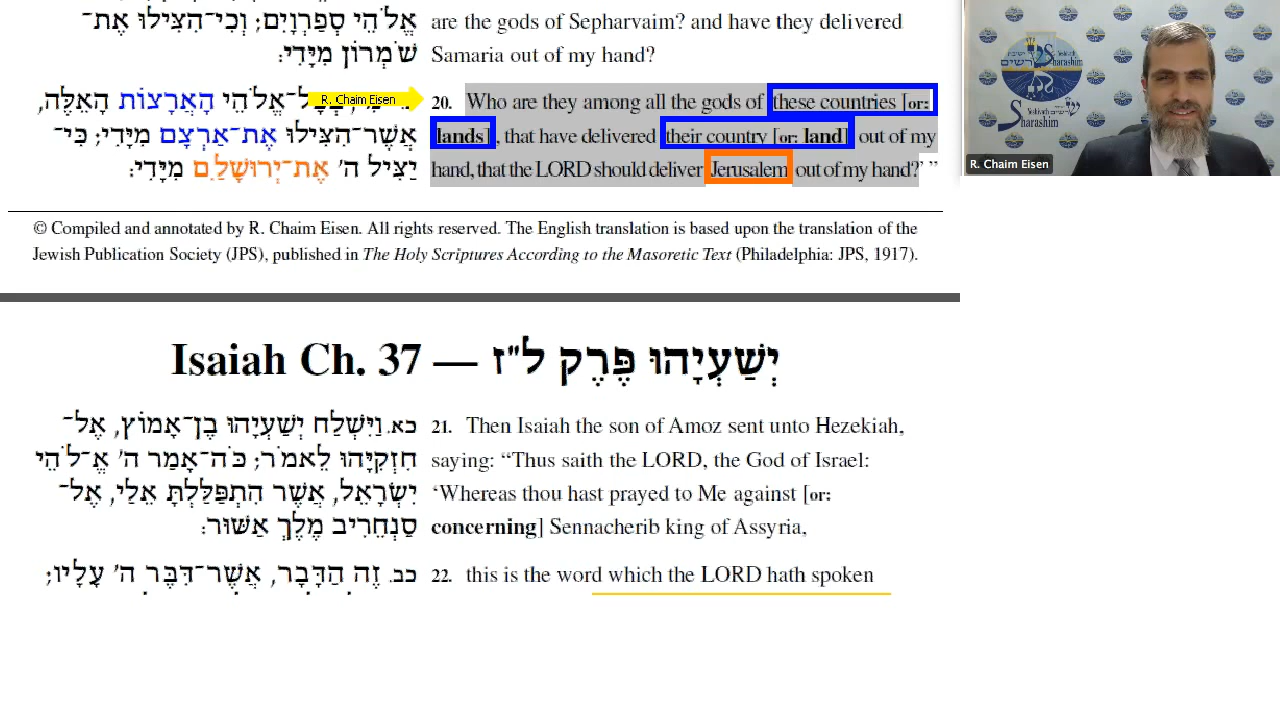 אֱלֹהֵי סְפַרְוָיִם; וְכִי־הִצִּילוּ אֶת־
שֹׁמְרוֹן מִיָּדִי:
are the gods of Sepharvaim? and have they delivered
Samaria out of my hand?
־אֱלֹהֵי הָאֲרָצוֹת הָאֵלֶּה,
אֲשֶׁר־הִצִּילוּ אֶת־אַרְצָם מִיָּדִי; כִּי־
יַצִּיל ה' אֶת־יְרוּשָׁלִַם מִיָּדִי:
R. Chaim Eisen
20. Who are they among all the gods of these countries [or:
lands], that have delivered their country [or: land] out of my
hand, that the LORD should deliver Jerusalem out of my hand?' ”
© Compiled and annotated by R. Chaim Eisen. All rights reserved. The English translation is based upon the translation of the
Jewish Publication Society (JPS), published in The Holy Scriptures According to the Masoretic Text (Philadelphia: JPS, 1917).
Isaiah Ch. 37 — יְשַׁעְיָהוּ פֶּרֶק ל"ז
כא. וַיִּשְׁלַח יְשַׁעְיָהוּ בֶן־אָמוֹץ, אֶל־
חִזְקִיָּהוּ לֵאמֹר; כֹּה־אָמַר ה' אֱ־לֹהֵי
יִשְׂרָאֵל, אֲשֶׁר הִתְפַּלַּלְתָּ אֵלַי, אֶל־
סַנְחֵרִיב מֶלֶךְ אַשּׁוּר:
21. Then Isaiah the son of Amoz sent unto Hezekiah,
saying: “Thus saith the LORD, the God of Israel:
‘Whereas thou hast prayed to Me against [or:
concerning] Sennacherib king of Assyria,
כב. זֶה הַדָּבָר, אֲשֶׁר־דִּבֶּר ה' עָלָיו;
22. this is the word which the LORD hath spoken
Sharashim
שרשים
Yeshivath
Sharashim
R. Chaim Eisen